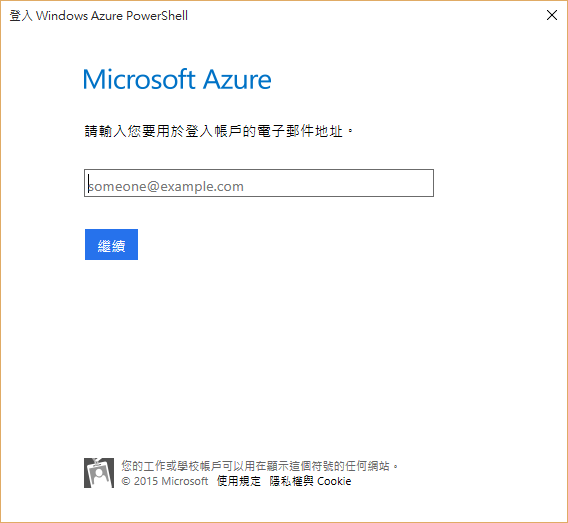 登入 Windows Azure PowerShell
Microsoft Azure
請輸入您要用於登入帳戶的電子郵件地址。
someone@example.com
繼續
您的工作或學校帳戶可以用在顯示這個符號的任何網站。
© 2015 Microsoft 使用規定 隱私權與 Cookie